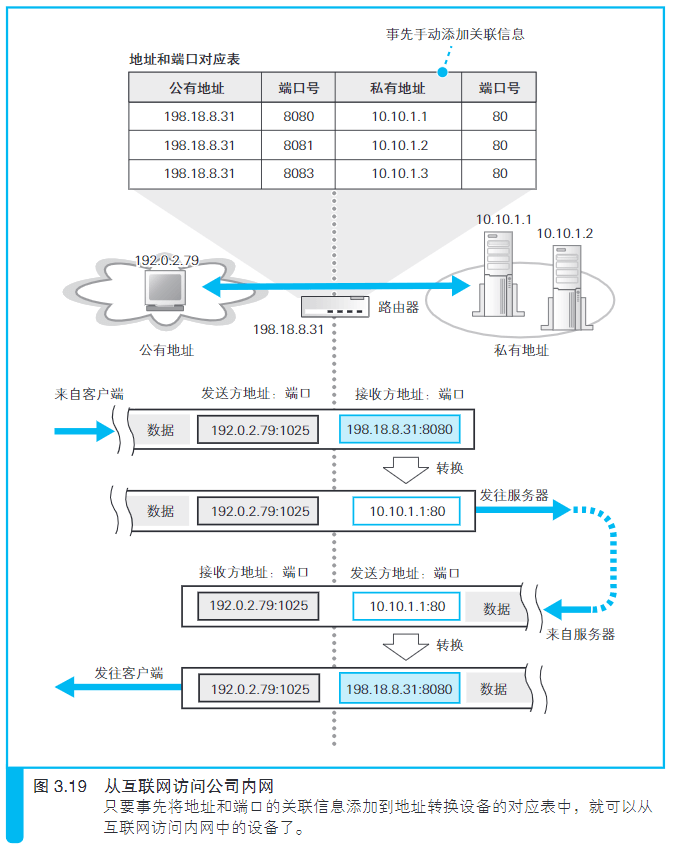 事先手动添加关联信息
地址和端口对应表
公有地址 端口号 私有地址 端口号
198.18.8.31 8080 10.10.1.1 80
198.18.8.31 8081 10.10.1.2 80
198.18.8.31 8083 10.10.1.3 80
10.10.1.1
10.10.1.2
192.0.2.79
路由器
198.18.8.31
公有地址
私有地址
来自客户端
发送方地址：端口 接收方地址：端口
数据 192.0.2.79:1025 198.18.8.31:8080
转换
发往服务器
数据 192.0.2.79:1025 10.10.1.1:80
接收方地址：端口 发送方地址：端口
192.0.2.79:1025 10.10.1.1:80 数据
来自服务器
转换
发往客户端
192.0.2.79:1025 198.18.8.31:8080 数据
图 3.19 从互联网访问公司内网
只要事先将地址和端口的关联信息添加到地址转换设备的对应表中，就可以从
互联网访问内网中的设备了。